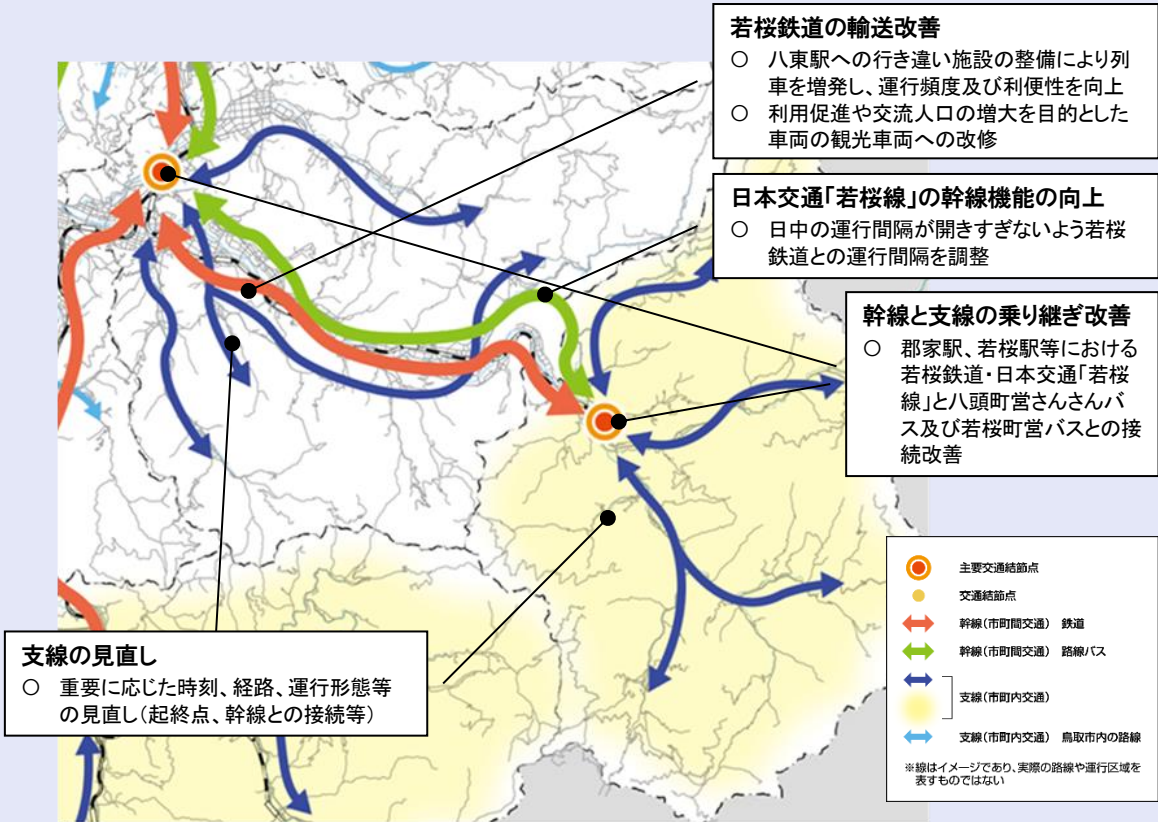 若桜鉄道の輸送改善
○ 八東駅への行き違い施設の整備により列
車を増発し、運行頻度及び利便性を向上
○ 利用促進や交流人口の増大を目的とした
車両の観光車両への改修
日本交通「若桜線」の幹線機能の向上
○ 日中の運行間隔が開きすぎないよう若桜
鉄道との運行間隔を調整
幹線と支線の乗り継ぎ改善
○ 郡家駅、若桜駅等における
若桜鉄道・日本交通「若桜
線」と八頭町営さんさんバ
ス及び若桜町営バスとの接
続改善
支線の見直し
○ 重要に応じた時刻、経路、運行形態等
の見直し(起終点、幹線との接続等)
主要交通結節点
交通結節点
幹線(市町間交通) 鉄道
幹線(市町間交通) 路線バス
支線(市町内交通)
支線(市町内交通) 鳥取市内の路線
※線はイメージであり、実際の路線や運行区域を
表すものではない